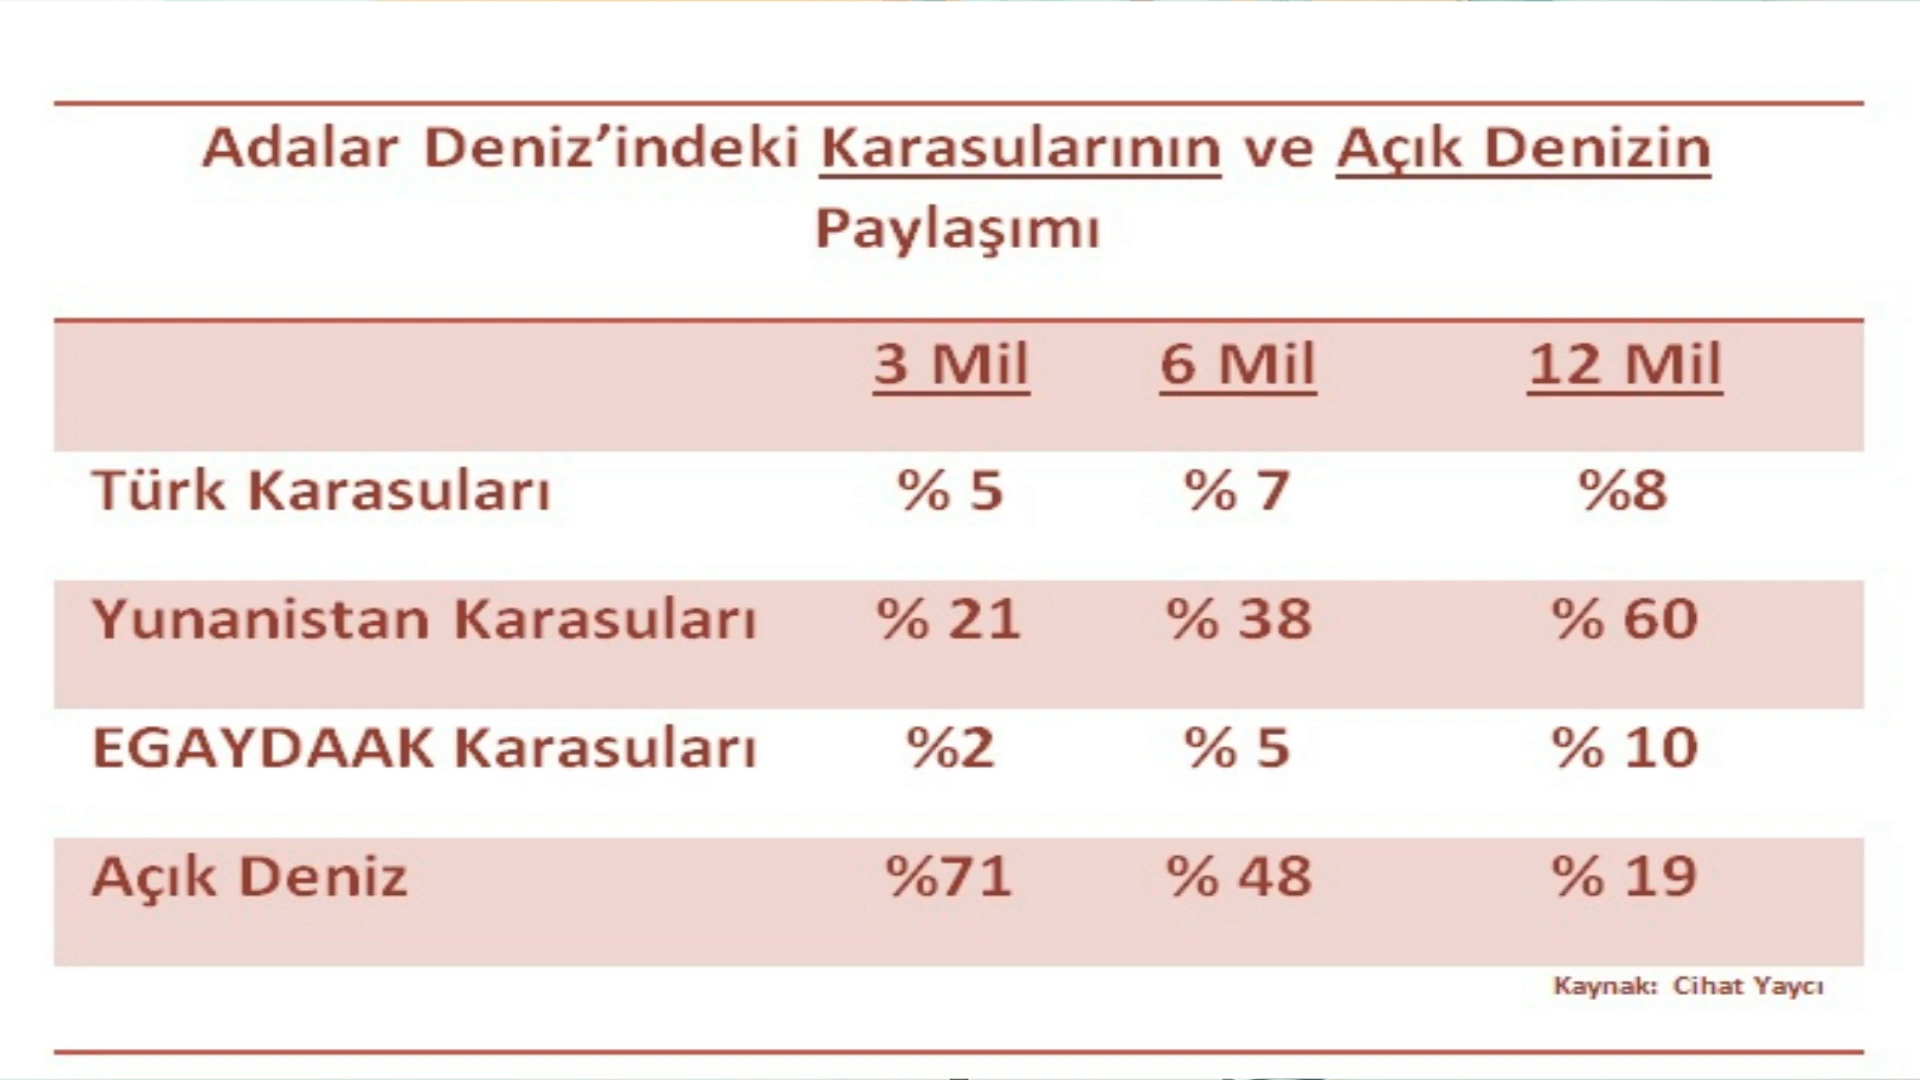 Adalar Deniz’indeki Karasularının ve Açık Denizin
Paylaşımı
3 Mil 6 Mil 12 Mil
Türk Karasuları % 5 % 7 %8
Yunanistan Karasuları % 21 % 38 % 60
EGAYDAAK Karasuları %2 % 5 % 10
Açık Deniz %71 % 48 % 19
Kaynak: Cihat Yaycı